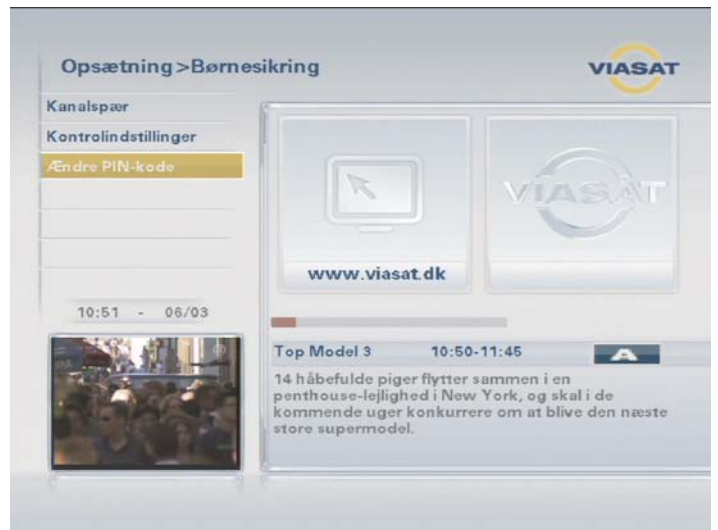 Opsætning>Børnesikring
VIASAT
Kanalspær
Kontrolindstillinger
Ændre PIN-kode
VIASAT
www.viasat.dk
10:51 - 06/03
Top Model 3 10:50-11:45 A
14 håbefulde piger flytter sammen i en
penthouse-lejlighed i New York, og skal i de
kommende uger konkurrere om at blive den næste
store supermodel.